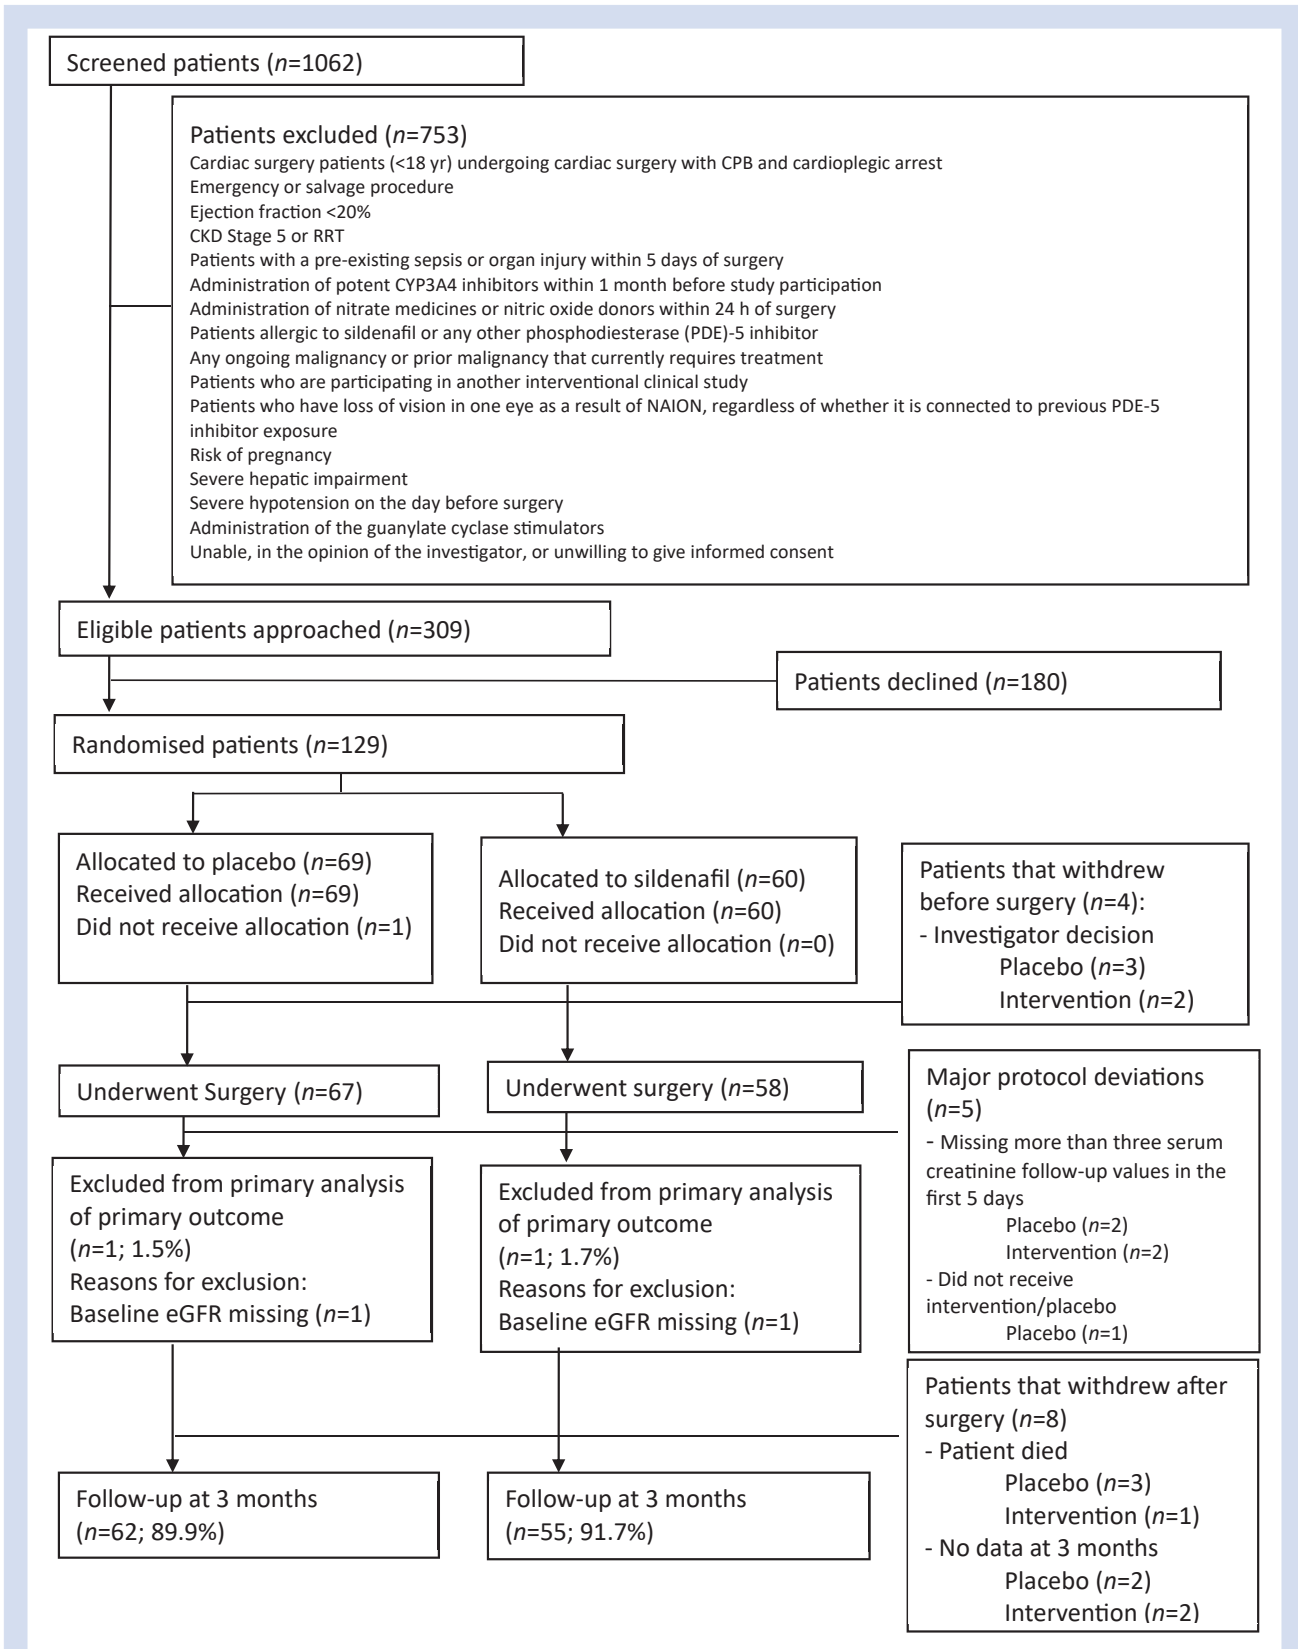 Screened patients (n=1062)
Patients excluded (n=753)
Cardiac surgery patients (<18 yr) undergoing cardiac surgery with CPB and cardioplegic arrest
Emergency or salvage procedure
Ejection fraction <20%
CKD Stage 5 or RRT
Patients with a pre-existing sepsis or organ injury within 5 days of surgery
Administration of potent CYP3A4 inhibitors within 1 month before study participation
Administration of nitrate medicines or nitric oxide donors within 24 h of surgery
Patients allergic to sildenafil or any other phosphodiesterase (PDE)-5 inhibitor
Any ongoing malignancy or prior malignancy that currently requires treatment
Patients who are participating in another interventional clinical study
Patients who have loss of vision in one eye as a result of NAION, regardless of whether it is connected to previous PDE-5
inhibitor exposure
Risk of pregnancy
Severe hepatic impairment
Severe hypotension on the day before surgery
Administration of the guanylate cyclase stimulators
Unable, in the opinion of the investigator, or unwilling to give informed consent
Eligible patients approached (n=309)
Patients declined (n=180)
Randomised patients (n=129)
Allocated to placebo (n=69)
Received allocation (n=69)
Did not receive allocation (n=1)
Allocated to sildenafil (n=60)
Received allocation (n=60)
Did not receive allocation (n=0)
Patients that withdrew
before surgery (n=4):
- Investigator decision
Placebo (n=3)
Intervention (n=2)
Underwent Surgery (n=67)
Underwent surgery (n=58)
Major protocol deviations
(n=5)
- Missing more than three serum
creatinine follow-up values in the
first 5 days
Placebo (n=2)
Intervention (n=2)
- Did not receive
intervention/placebo
Placebo (n=1)
Excluded from primary analysis
of primary outcome
(n=1; 1.5%)
Reasons for exclusion:
Baseline eGFR missing (n=1)
Excluded from primary analysis
of primary outcome
(n=1; 1.7%)
Reasons for exclusion:
Baseline eGFR missing (n=1)
Patients that withdrew after
surgery (n=8)
- Patient died
Placebo (n=3)
Intervention (n=1)
- No data at 3 months
Placebo (n=2)
Intervention (n=2)
Follow-up at 3 months
(n=62; 89.9%)
Follow-up at 3 months
(n=55; 91.7%)